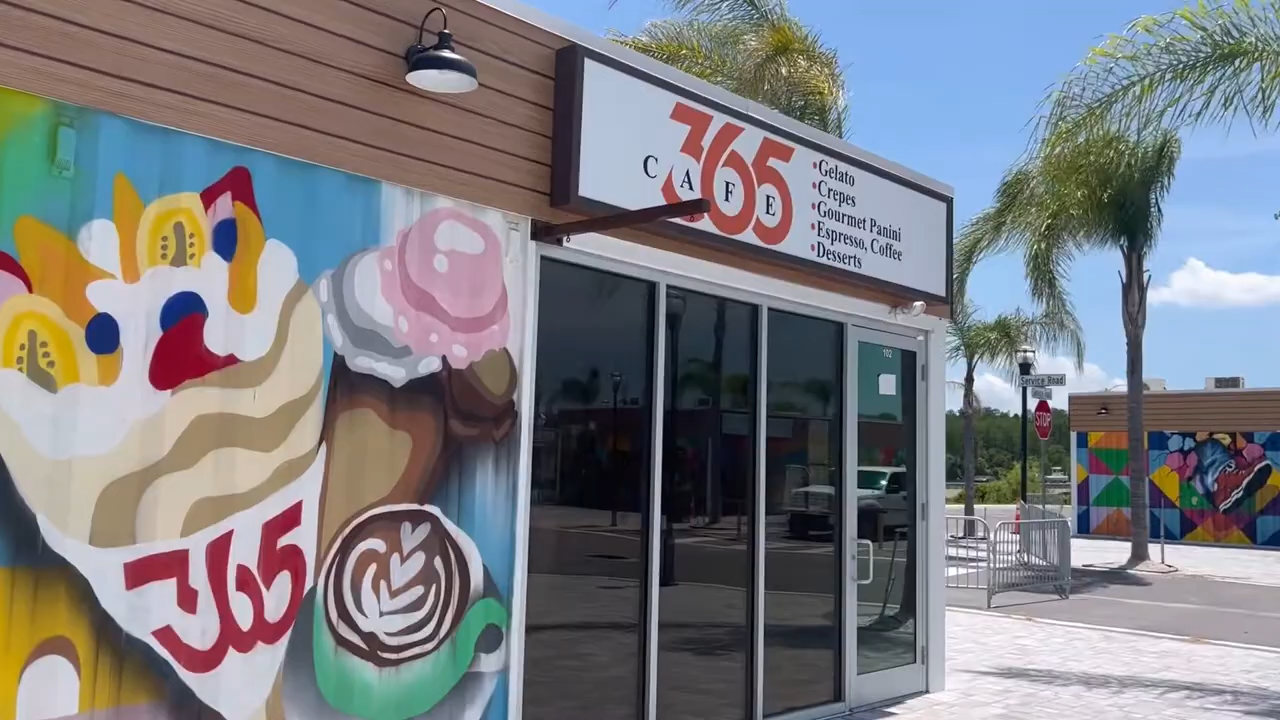 365
CAFE
•Gelato
•Crepes
•Gourmet Panini
•Espresso, Coffee
•Desserts
102
Service Road
STOP
365